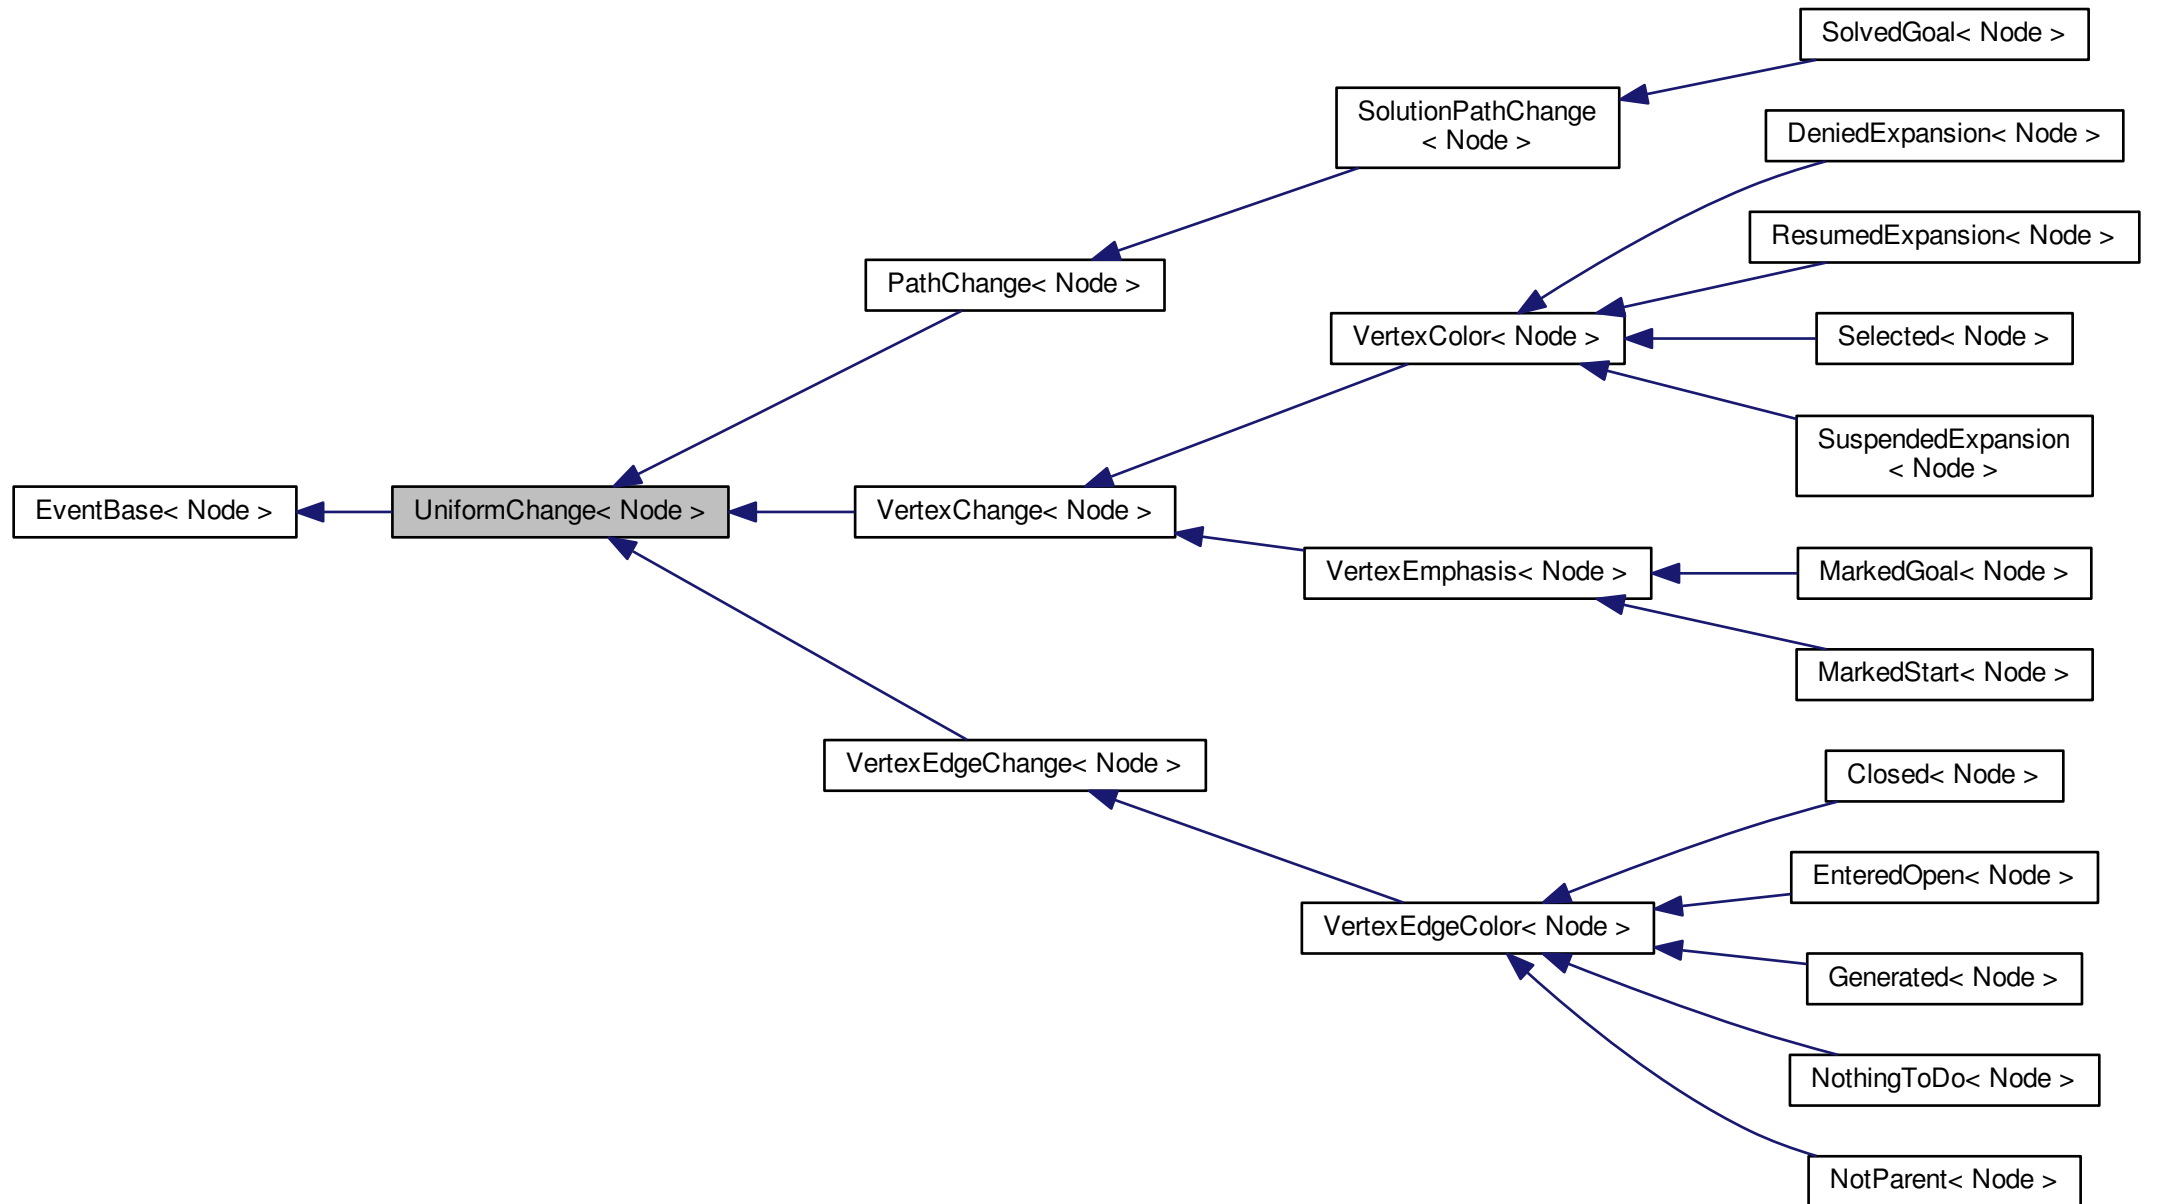 SolvedGoal< Node >
SolutionPathChange
< Node >
DeniedExpansion< Node >
ResumedExpansion< Node >
PathChange< Node >
VertexColor< Node >
Selected< Node >
SuspendedExpansion
< Node >
EventBase< Node >
UniformChange< Node >
VertexChange< Node >
VertexEmphasis< Node >
MarkedGoal< Node >
MarkedStart< Node >
VertexEdgeChange< Node >
Closed< Node >
EnteredOpen< Node >
VertexEdgeColor< Node >
Generated< Node >
NothingToDo< Node >
NotParent< Node >